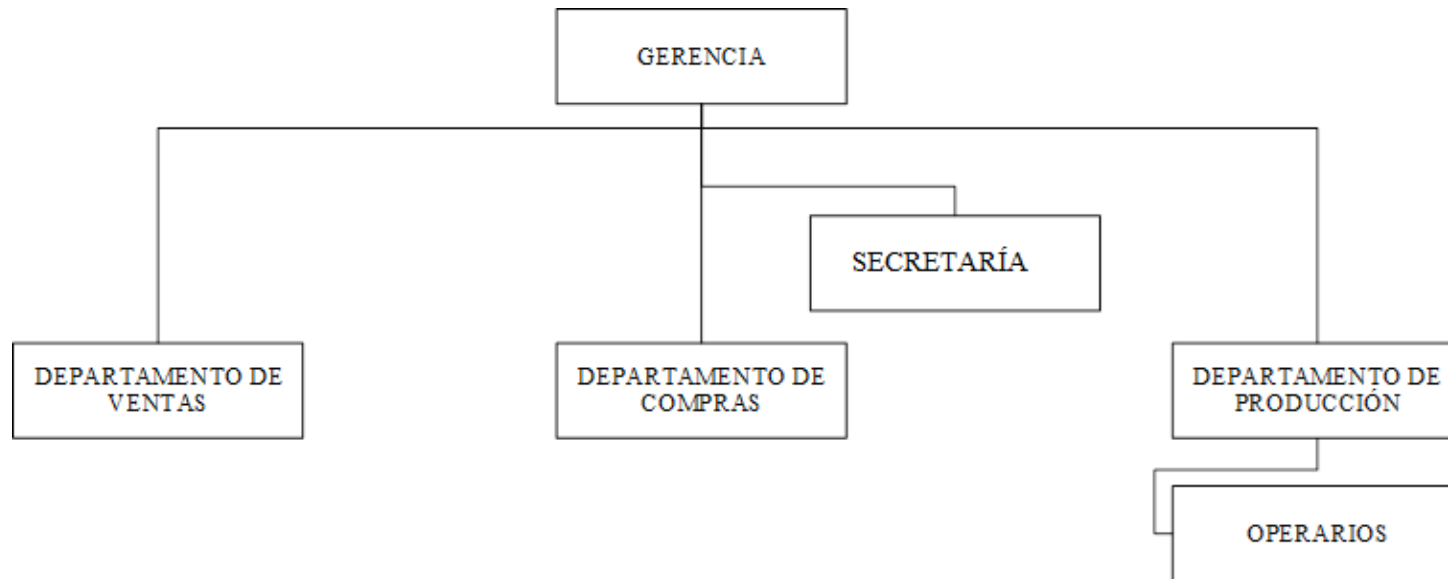 GERENCIA
SECRETARÍA
DEPARTAMENTO DE
VENTAS
DEPARTAMENTO DE
COMPRAS
DEPARTAMENTO DE
PRODUCCIÓN
OPERARIOS